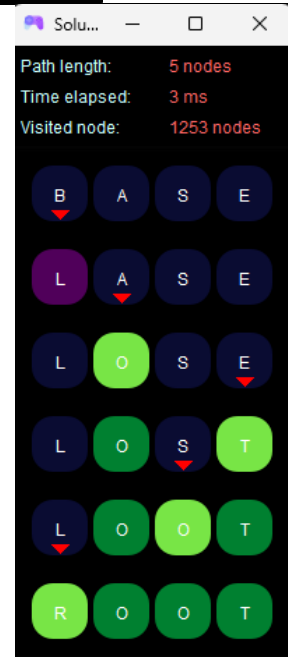 Solu...
Path length: 5 nodes
Time elapsed: 3 ms
Visited node: 1253 nodes
B A S E
L A S E
L O S E
L O S T
L O O T
R O O T